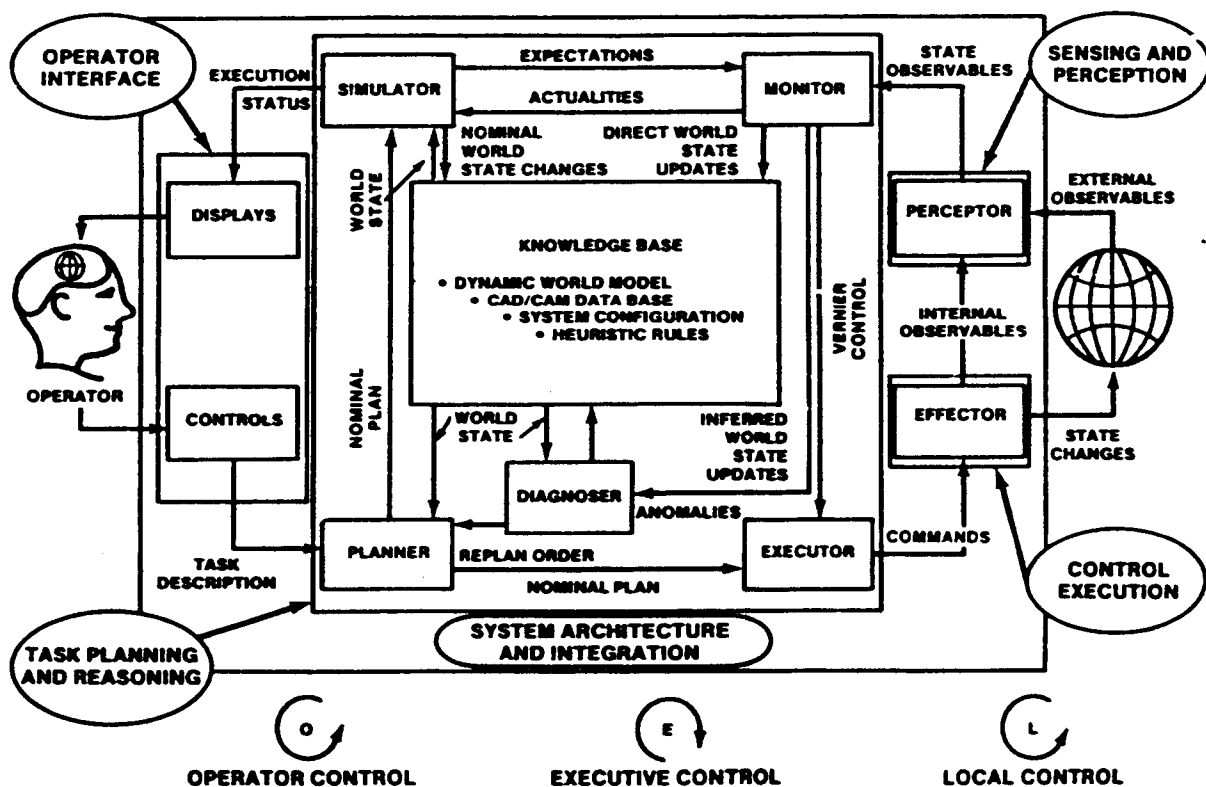 OPERATOR
INTERFACE
EXECUTION
STATUS
SIMULATOR
EXPECTATIONS
ACTUALITIES
MONITOR
STATE
OBSERVABLES
SENSING AND
PERCEPTION
NOMINAL
WORLD
STATE CHANGES
DIRECT WORLD
STATE
UPDATES
WORLD
STATE
DISPLAYS
PERCEPTOR
EXTERNAL
OBSERVABLES
KNOWLEDGE BASE
• DYNAMIC WORLD MODEL
• CAD/CAM DATA BASE
• SYSTEM CONFIGURATION
• HEURISTIC RULES
VERNIER
CONTROL
INTERNAL
OBSERVABLES
OPERATOR
CONTROLS
NOMINAL
PLAN
WORLD
STATE
INFERRED
WORLD
STATE
UPDATES
EFFECTOR
STATE
CHANGES
DIAGNOSER
ANOMALIES
PLANNER
REPLAN ORDER
NOMINAL PLAN
EXECUTOR
COMMANDS
TASK
DESCRIPTION
CONTROL
EXECUTION
TASK PLANNING
AND REASONING
SYSTEM ARCHITECTURE
AND INTEGRATION
O
OPERATOR CONTROL
E
EXECUTIVE CONTROL
L
LOCAL CONTROL